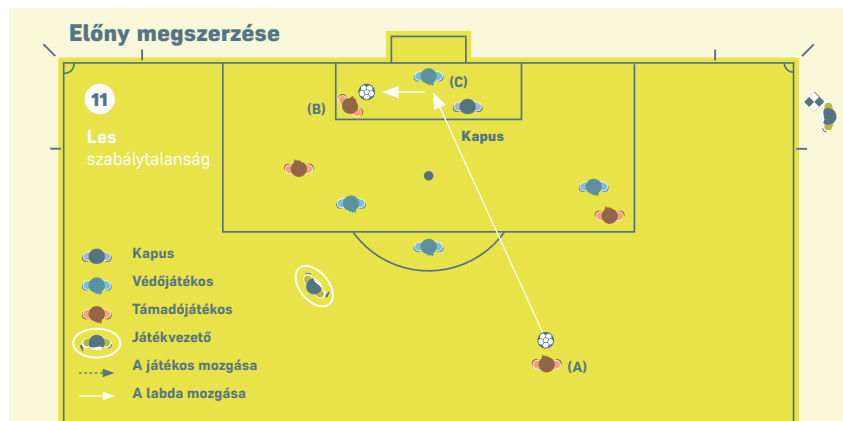 Előny megszerzése
11
Les
szabálytalanság
(C)
(B)
Kapus
(A)
Kapus
Védőjátékos
Támadójátékos
Játékvezető
A játékos mozgása
A labda mozgása